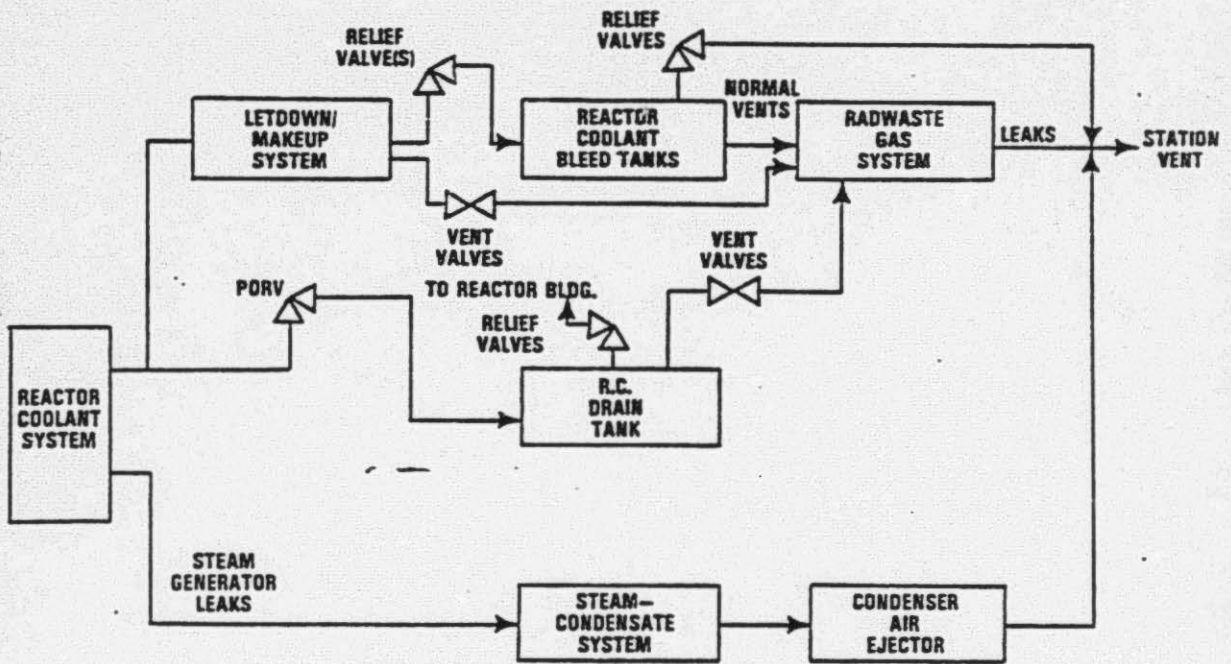 RELIEF
VALVE(S)
RELIEF
VALVES
LETDOWN/
MAKEUP
SYSTEM
REACTOR
COOLANT
BLEED TANKS
NORMAL
VENTS
RADWASTE
GAS
SYSTEM
LEAKS
STATION
VENT
VENT
VALVES
VENT
VALVES
PORV
TO REACTOR BLDG.
RELIEF
VALVES
REACTOR
COOLANT
SYSTEM
R.C.
DRAIN
TANK
STEAM
GENERATOR
LEAKS
STEAM–
CONDENSATE
SYSTEM
CONDENSER
AIR
EJECTOR